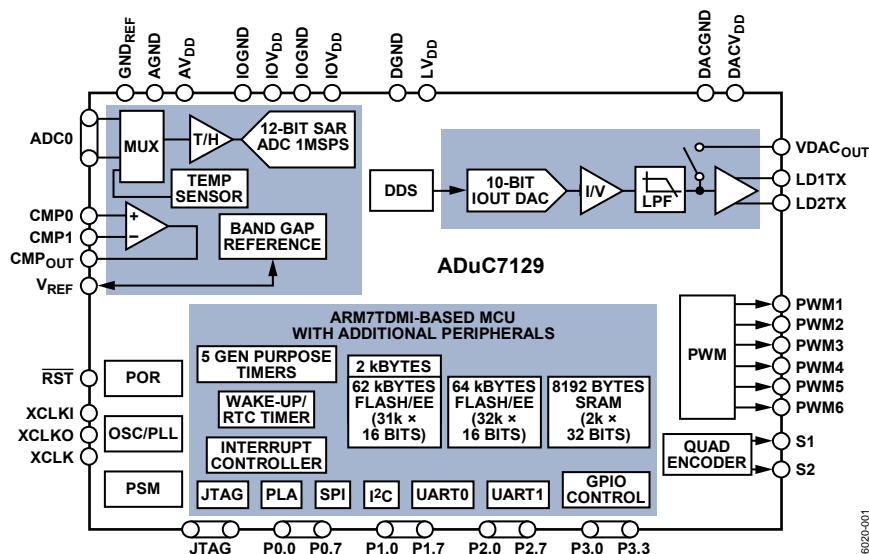 GNDREF
AGND
AVDD
IOGND
IOVDD
IOGND
IOVDD
DGND
LVDD
DACGND
DACVDD
ADC0
MUX
T/H
12-BIT SAR
ADC 1MSPS
TEMP
SENSOR
CMP0
CMP1
CMPOUT
VREF
+
−
BAND GAP
REFERENCE
DDS
10-BIT
IOUT DAC
I/V
LPF
VDACOUT
LD1TX
LD2TX
ADuC7129
ARM7TDMI-BASED MCU
WITH ADDITIONAL PERIPHERALS
5 GEN PURPOSE
TIMERS
WAKE-UP/
RTC TIMER
INTERRUPT
CONTROLLER
2 kBYTES
62 kBYTES
FLASH/EE
(31k ×
16 BITS)
64 kBYTES
FLASH/EE
(32k ×
16 BITS)
8192 BYTES
SRAM
(2k ×
32 BITS)
JTAG
PLA
SPI
I²C
UART0
UART1
GPIO
CONTROL
RST
XCLKI
XCLKO
XCLK
POR
OSC/PLL
PSM
PWM
PWM1
PWM2
PWM3
PWM4
PWM5
PWM6
QUAD
ENCODER
S1
S2
JTAG
P0.0
P0.7
P1.0
P1.7
P2.0
P2.7
P3.0
P3.3
6020-001